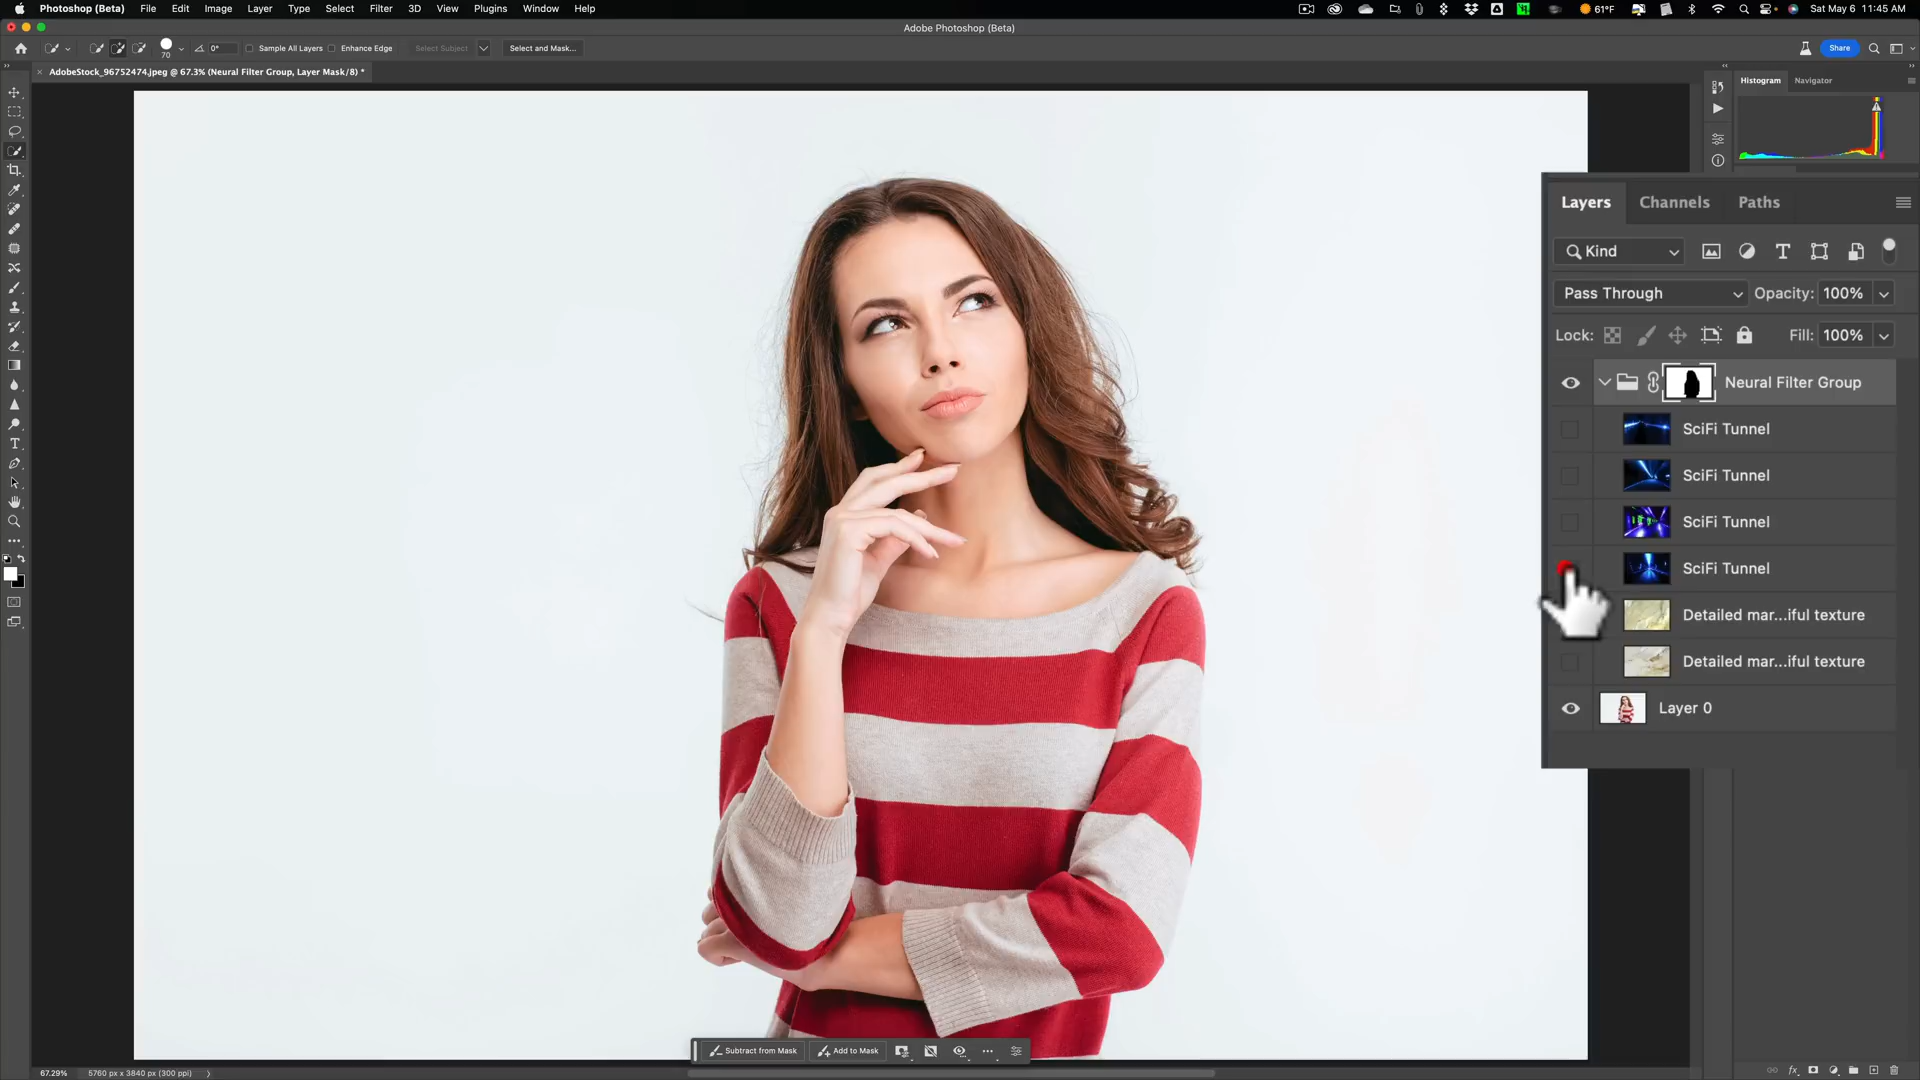 Photoshop (Beta) File Edit Image Layer Type Select Filter 3D View Plugins Window Help 61°F Sat May 6 11:45 AM
Adobe Photoshop (Beta)
70 0° Sample All Layers Enhance Edge Select Subject Select and Mask... Share
AdobeStock_96752474.jpeg @ 67.3% (Neural Filter Group, Layer Mask/8) *
Histogram Navigator
Layers Channels Paths
Kind
Pass Through Opacity: 100%
Lock: Fill: 100%
Neural Filter Group
SciFi Tunnel
SciFi Tunnel
SciFi Tunnel
SciFi Tunnel
Detailed mar...iful texture
Detailed mar...iful texture
Layer 0
Subtract from Mask Add to Mask
67.29% 5760 px x 3840 px (300 ppi)